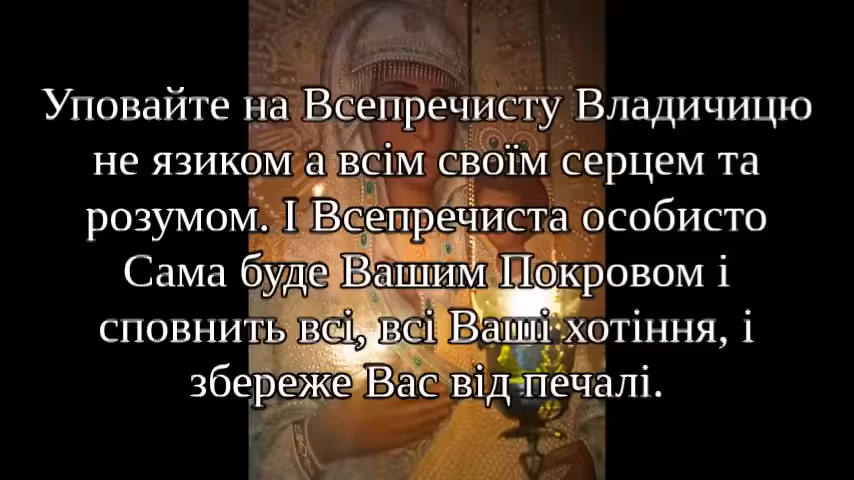 Уповайте на Всепречисту Владичицю
не язиком а всім своїм серцем та
розумом. І Всепречиста особисто
Сама буде Вашим Покровом і
сповнить всі, всі Ваші хотіння, і
збереже Вас від печалі.